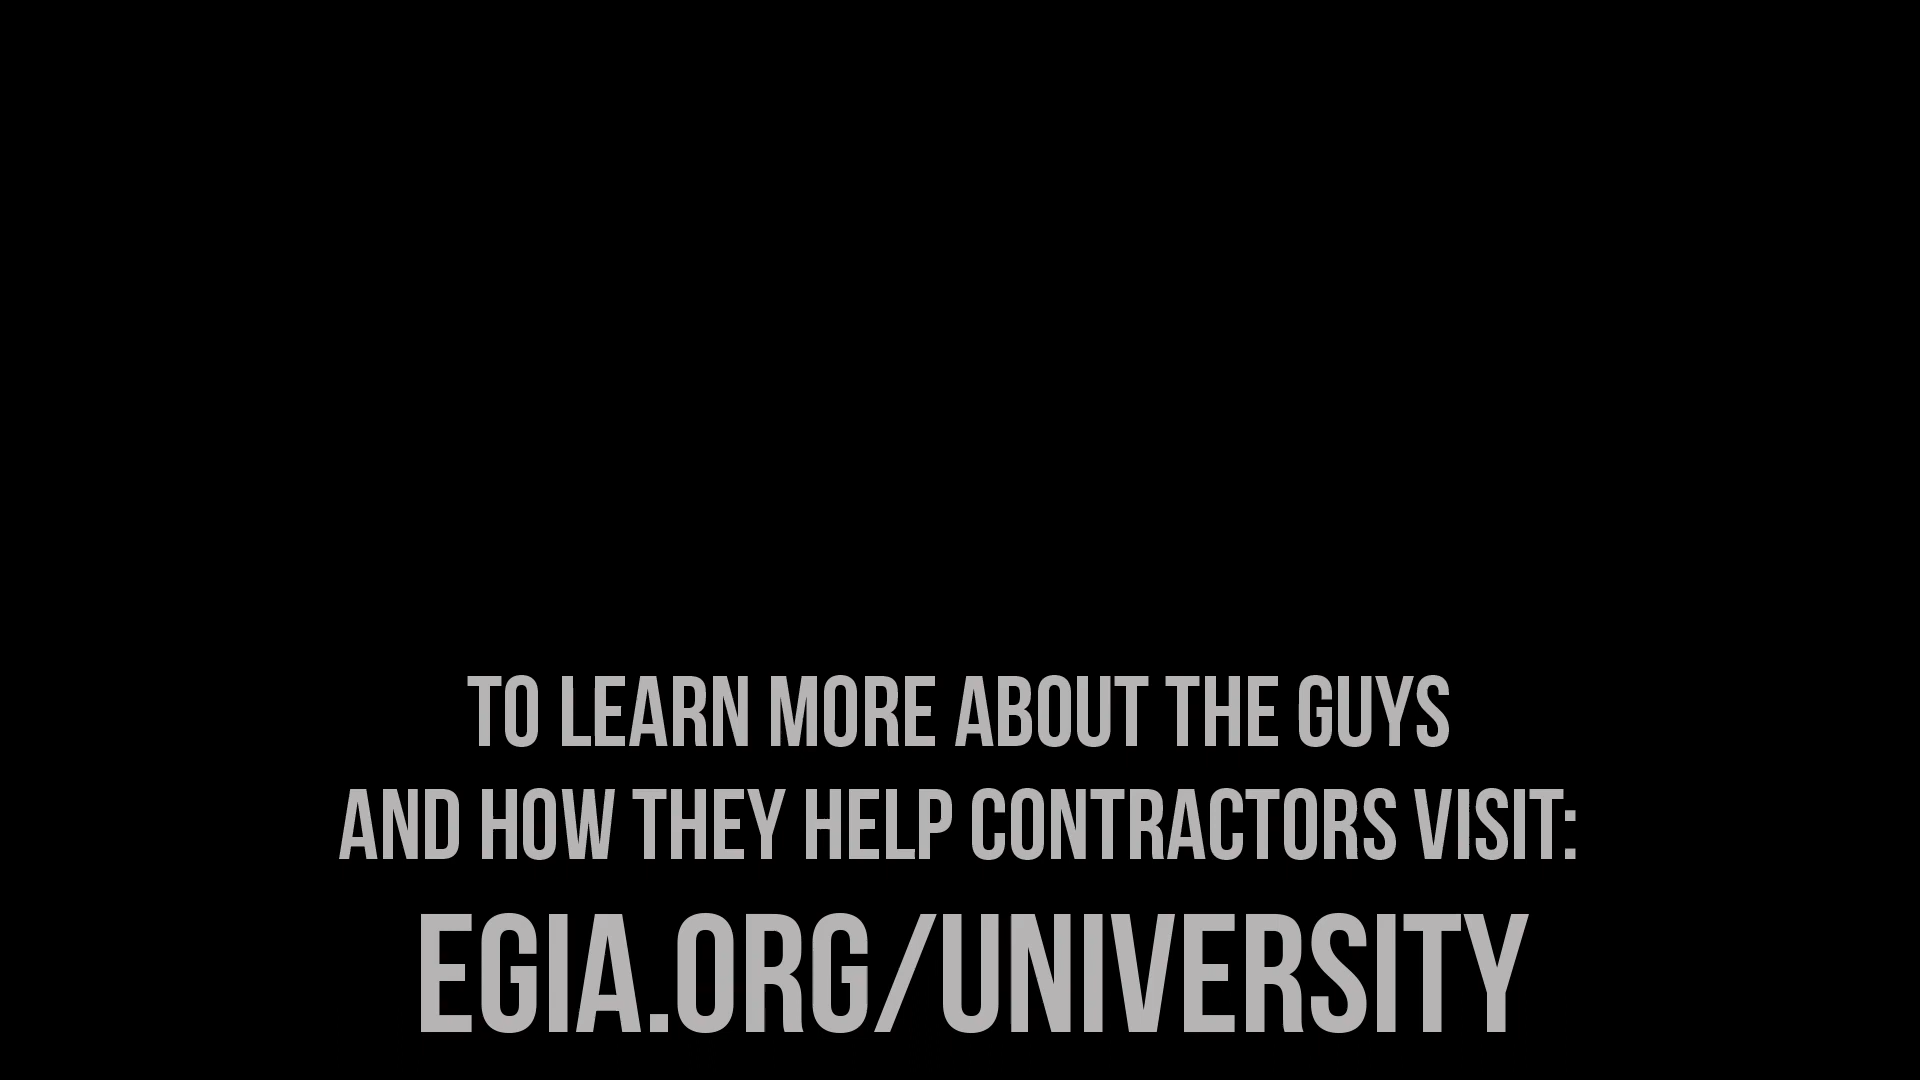 TO LEARN MORE ABOUT THE GUYS
AND HOW THEY HELP CONTRACTORS VISIT:
EGIA.ORG/UNIVERSITY